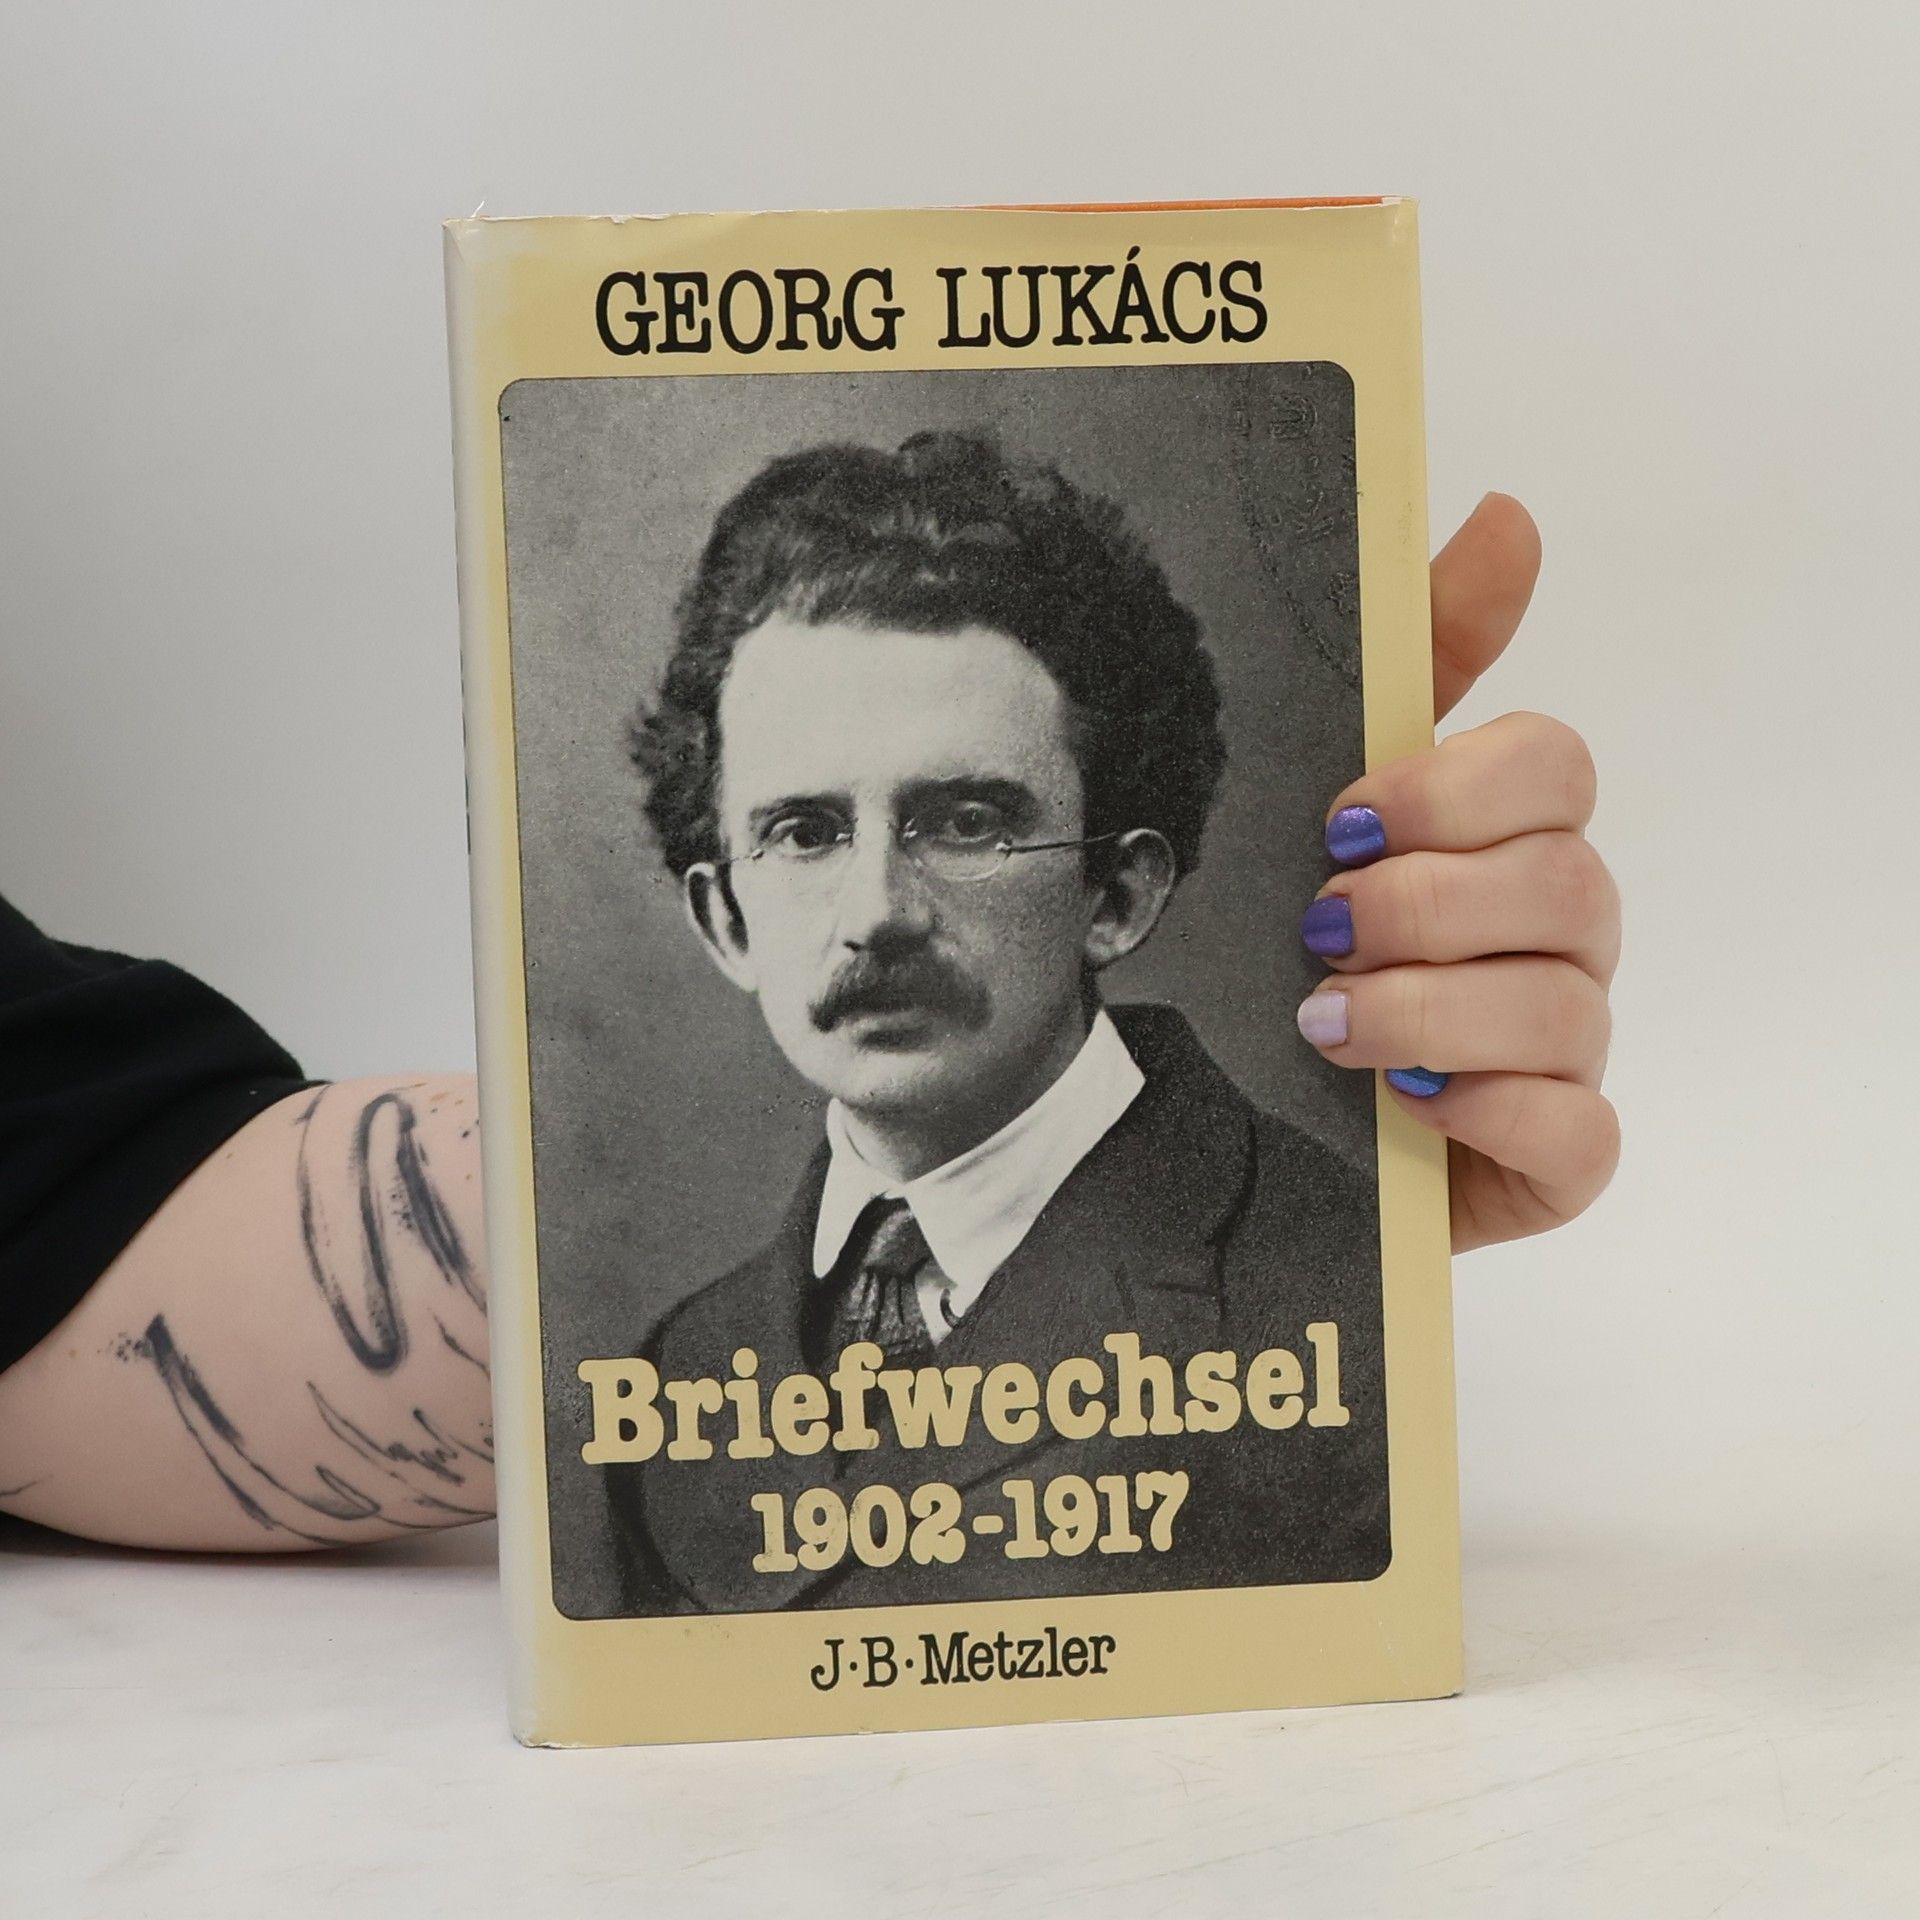 GEORG LUKÁCS
Briefwechsel
1902-1917
J·B·Metzler